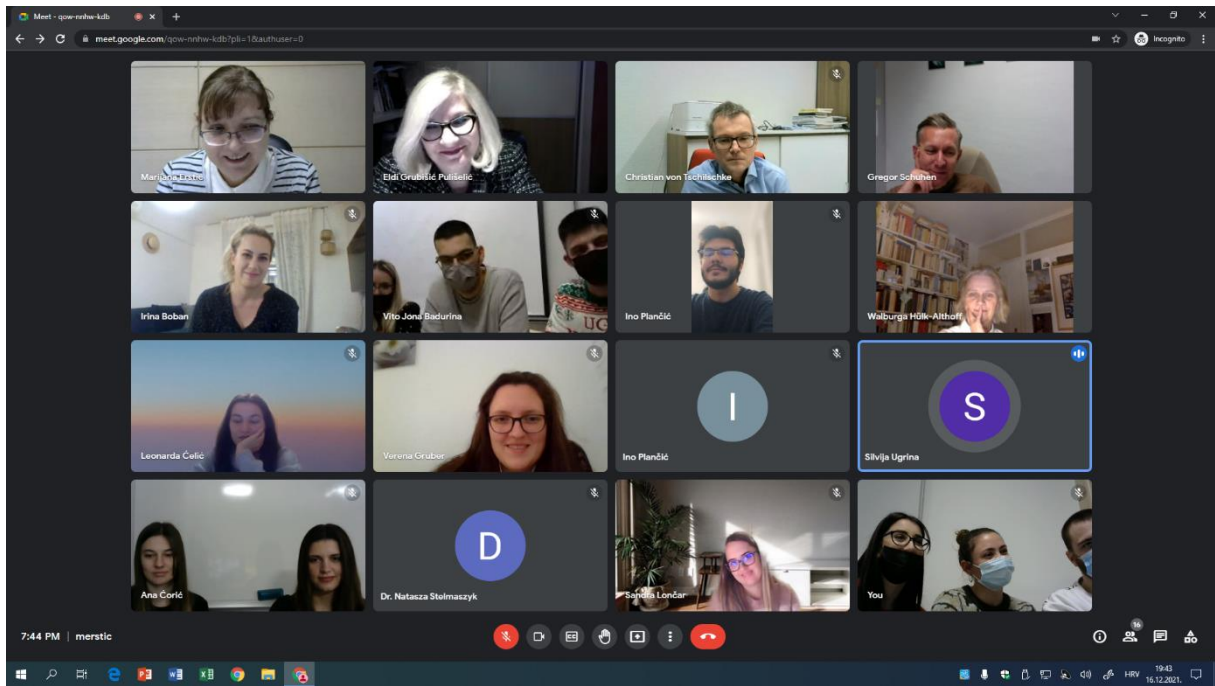 Meet - qow-nnhw-kdb
meet.google.com/qow-nnhw-kdb?pli=1&authuser=0
Incognito
Marijana Erstić
Eldi Grubišić Pulišelić
Christian von Tschilschke
Gregor Schuhen
Irina Boban
Vito Jona Badurina
UG
Ino Plančić
Walburga Hülk-Althoff
Leonarda Ćelić
Verena Gruber
I
Ino Plančić
S
Silvija Ugrina
Ana Ćorić
D
Dr. Natasza Stelmaszyk
Sandra Lončar
You
7:44 PM | merstic
CC
16
HRV
19:43
16.12.2021.